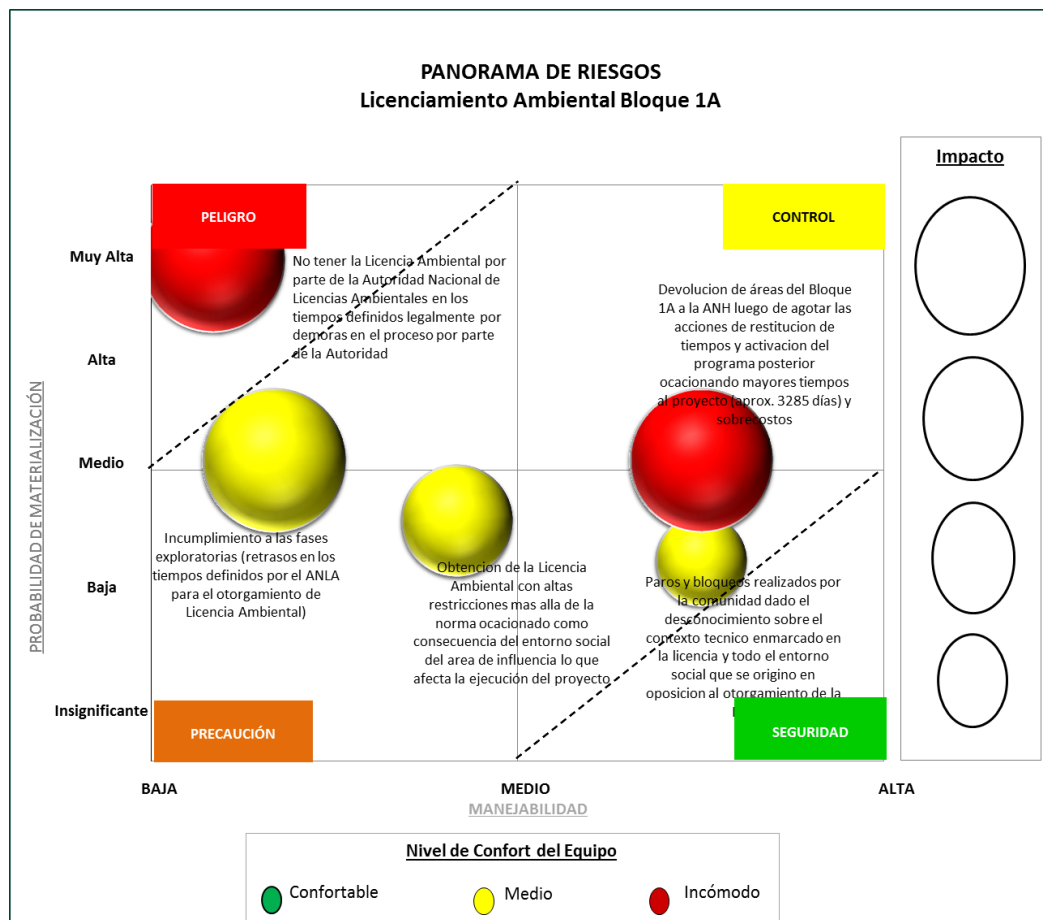 PANORAMA DE RIESGOS
Licenciamiento Ambiental Bloque 1A
Impacto
PELIGRO
CONTROL
Muy Alta
Alta
Medio
Baja
Insignificante
PROBABILIDAD DE MATERIALIZACIÓN
No tener la Licencia Ambiental por
parte de la Autoridad Nacional de
Licencias Ambientales en los
tiempos definidos legalmente por
demoras en el proceso por parte
de la Autoridad
Devolucion de áreas del Bloque
1A a la ANH luego de agotar las
acciones de restitucion de
tiempos y activacion del
programa posterior
ocacionando mayores tiempos
al proyecto (aprox. 3285 días) y
sobrecostos
Incumplimiento a las fases
exploratorias (retrasos en los
tiempos definidos por el ANLA
para el otorgamiento de
Licencia Ambiental)
Obtencion de la Licencia
Ambiental con altas
restricciones mas alla de la
norma ocacionado como
consecuencia del entorno social
del area de influencia lo que
afecta la ejecución del proyecto
Paros y bloqueos realizados por
la comunidad dado el
desconocimiento sobre el
contexto tecnico enmarcado en
la licencia y todo el entorno
social que se origino en
oposicion al otorgamiento de la
PRECAUCIÓN
SEGURIDAD
BAJA
MEDIO
ALTA
MANEJABILIDAD
Nivel de Confort del Equipo
Confortable
Medio
Incómodo